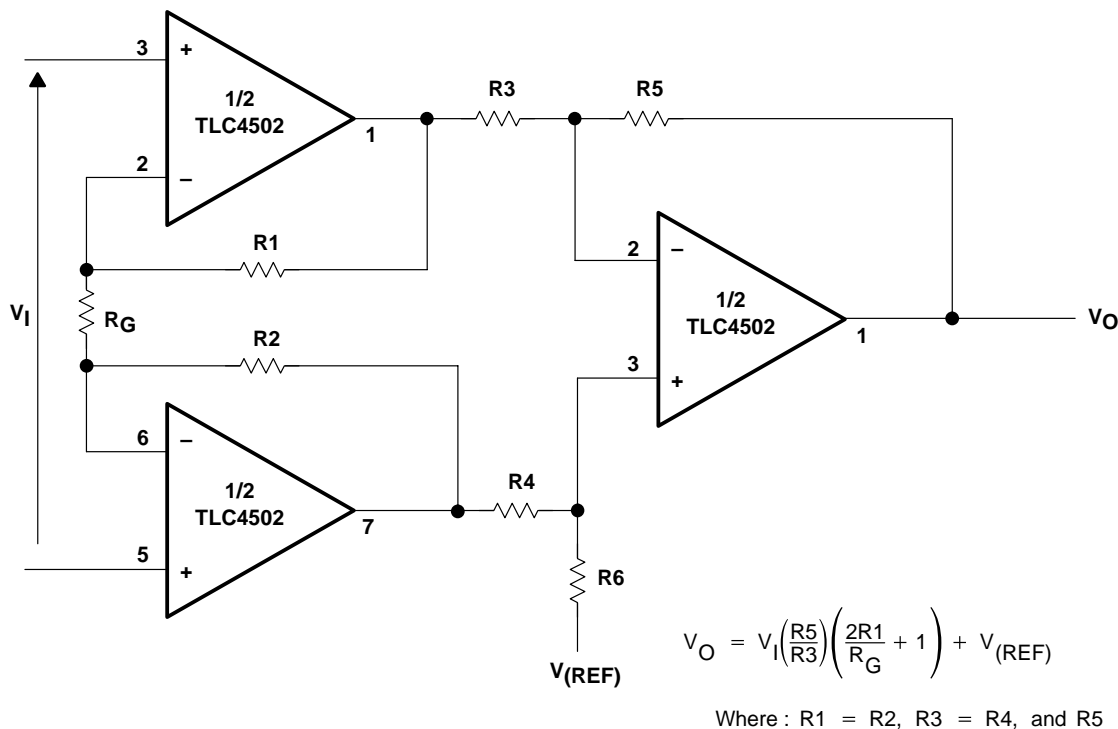 3
+
1/2
TLC4502
1
2
–
R3
R5
R1
VI
RG
R2
2
–
1/2
TLC4502
1
VO
3
+
6
–
1/2
TLC4502
7
R4
5
+
R6
V(REF)
VO = VI(R5/R3)(2R1/RG + 1) + V(REF)
Where : R1 = R2, R3 = R4, and R5